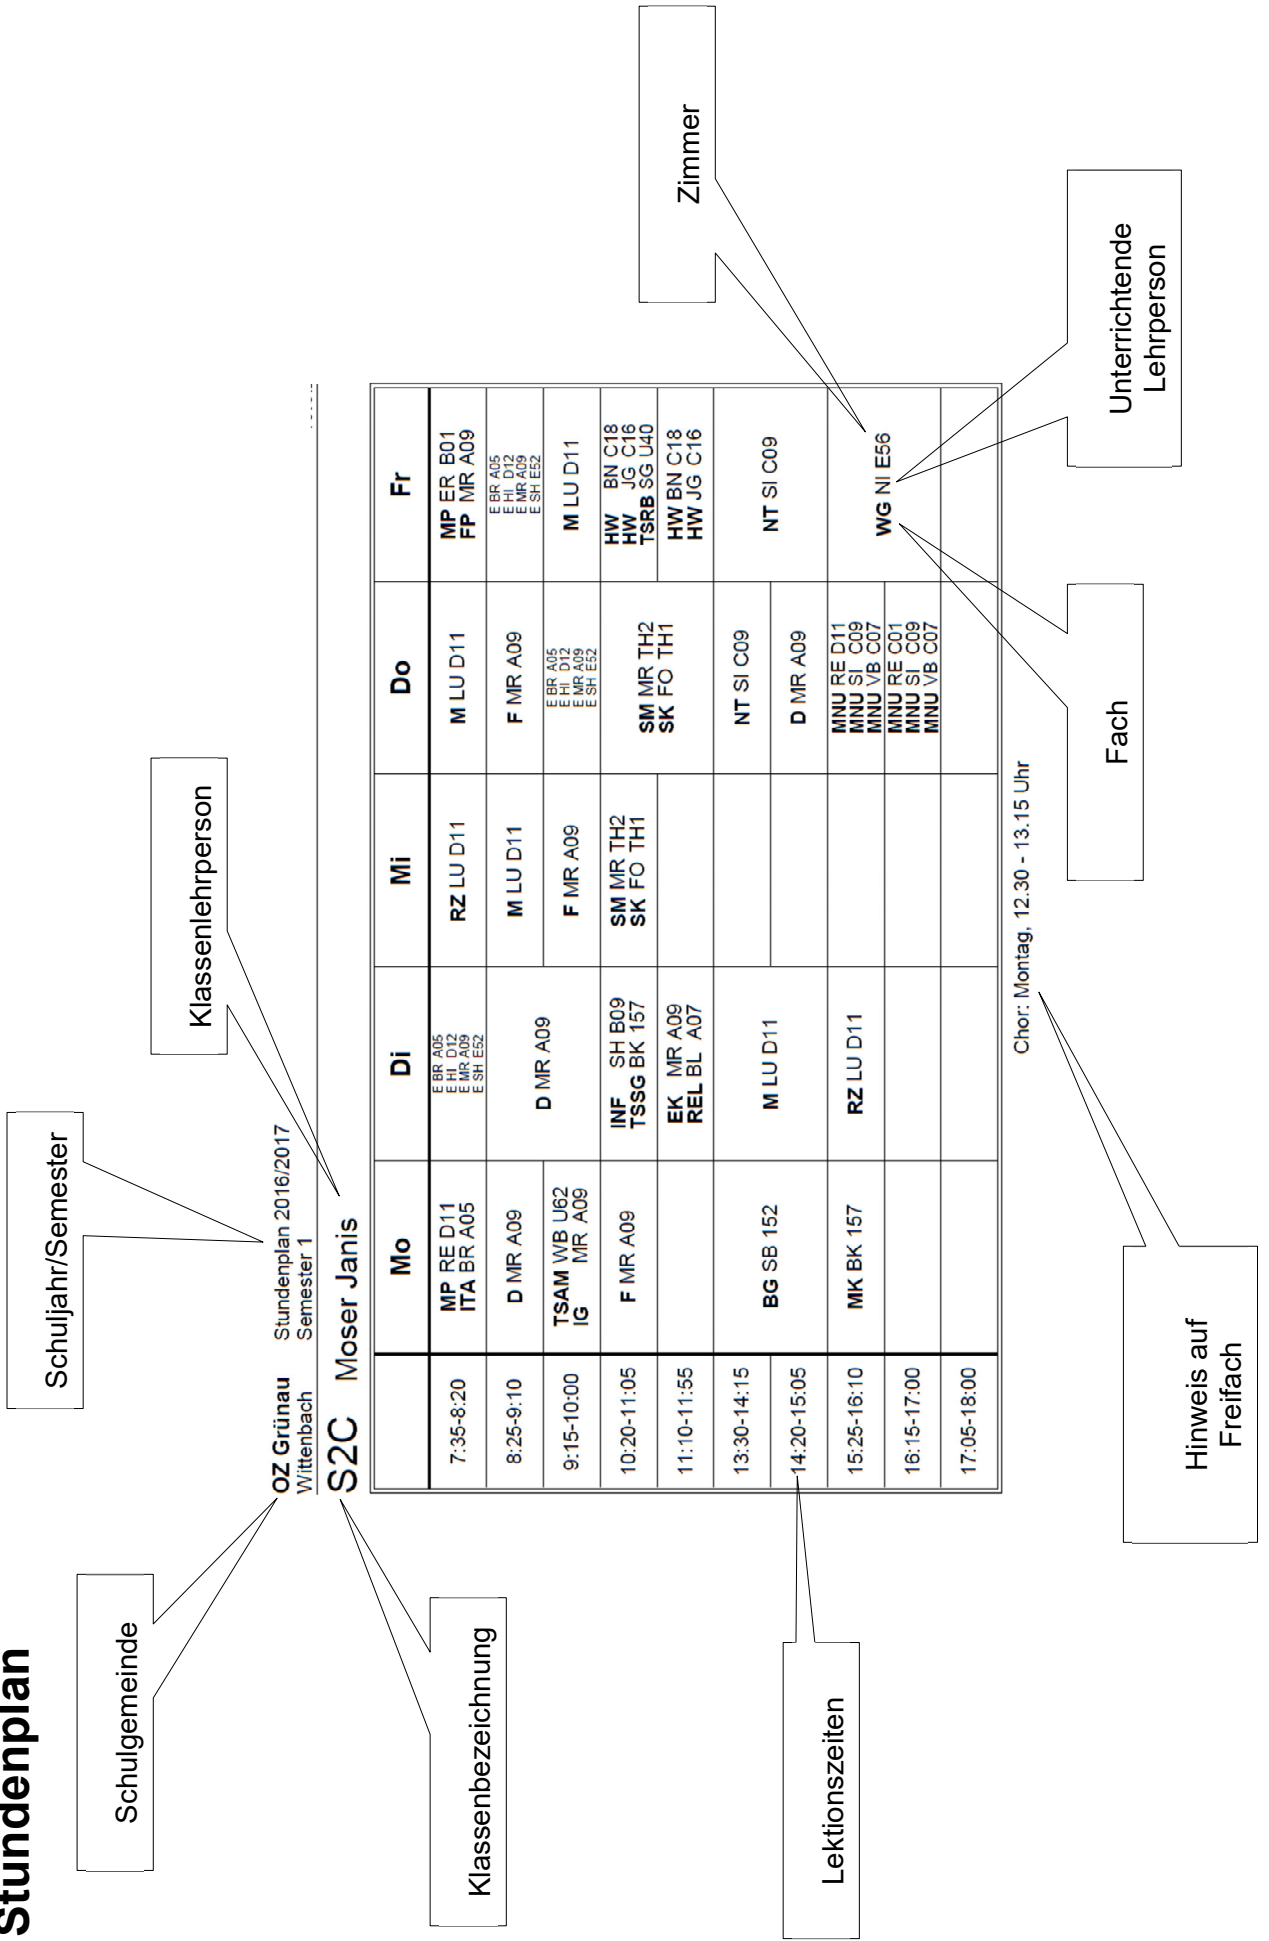 Stundenplan
Schulgemeinde
Schuljahr/Semester
Klassenlehrperson
Klassenbezeichnung
Zimmer
OZ Grünau
Wittenbach
Stundenplan 2016/2017
Semester 1
S2C Moser Janis
Mo Di Mi Do Fr
7:35-8:20
MP RE D11
ITA BR A05
E BR A05
E HI D12
E MR A09
E SH E52
RZ LU D11
M LU D11
MP ER B01
FP MR A09
8:25-9:10
D MR A09
D MR A09
M LU D11
F MR A09
E BR A05
E HI D12
E MR A09
E SH E52
9:15-10:00
TSAM WB U62
IG MR A09
F MR A09
E BR A05
E HI D12
E MR A09
E SH E52
M LU D11
10:20-11:05
F MR A09
INF SH B09
TSSG BK 157
SM MR TH2
SK FO TH1
SM MR TH2
SK FO TH1
HW BN C18
HW JG C16
TSRB SG U40
11:10-11:55
EK MR A09
REL BL A07
HW BN C18
HW JG C16
13:30-14:15
BG SB 152
M LU D11
NT SI C09
NT SI C09
14:20-15:05
D MR A09
15:25-16:10
MK BK 157
RZ LU D11
MNU RE D11
MNU SI C09
MNU VB C07
WG NI E56
16:15-17:00
MNU RE C01
MNU SI C09
MNU VB C07
17:05-18:00
Chor: Montag, 12.30 - 13.15 Uhr
Lektionszeiten
Hinweis auf
Freifach
Fach
Unterrichtende
Lehrperson